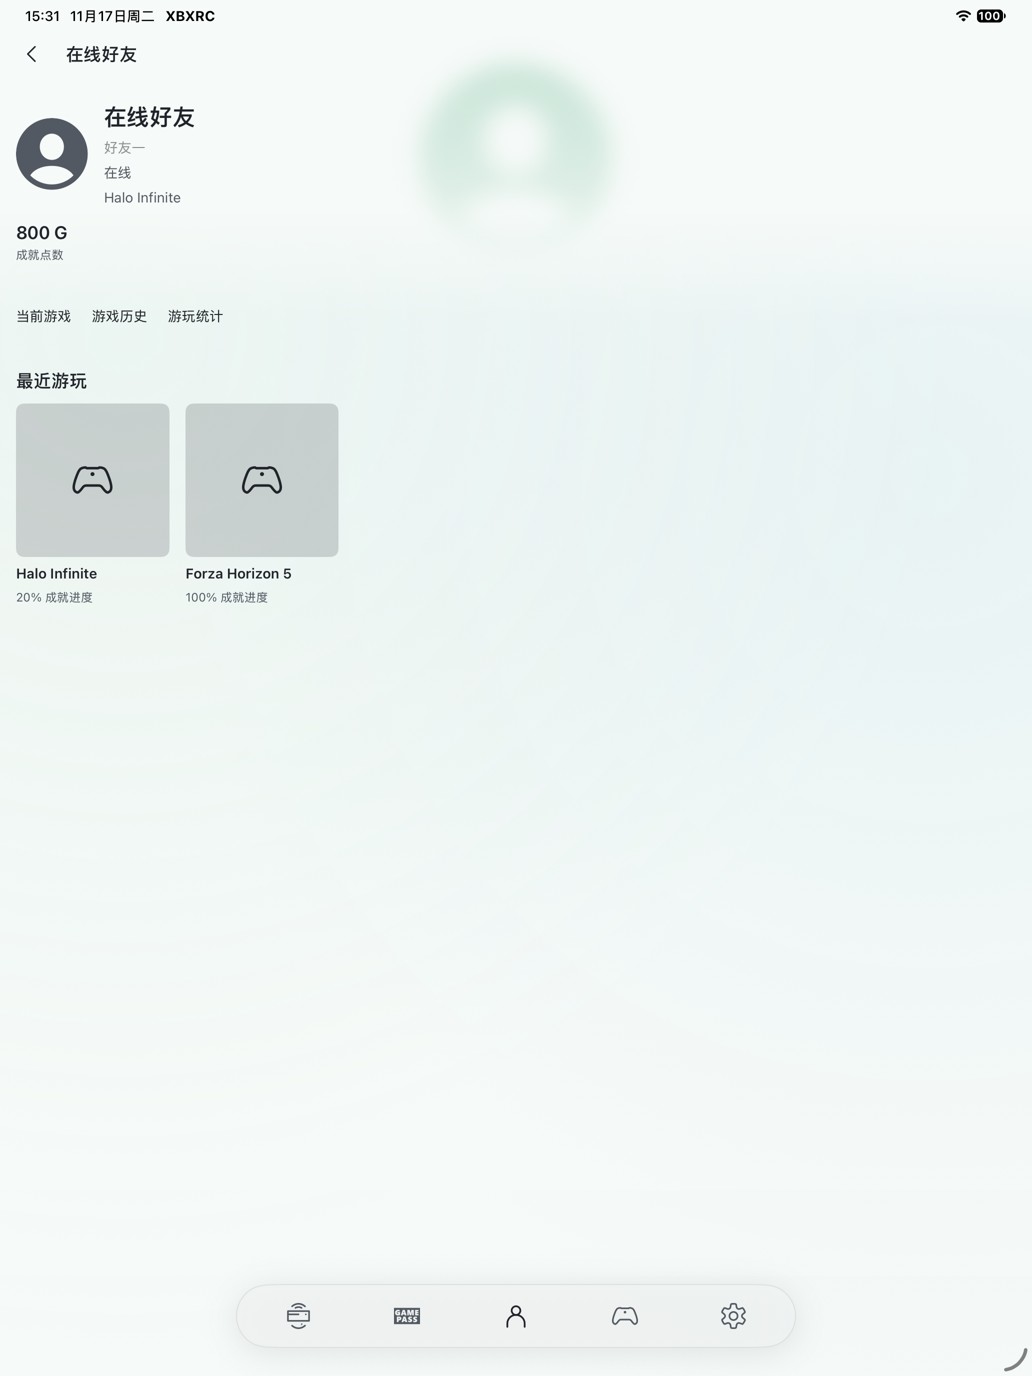 15:31 11月17日周二 XBXRC
100
在线好友
在线好友
好友一
在线
Halo Infinite
800 G
成就点数
当前游戏 游戏历史 游玩统计
最近游玩
Halo Infinite
20% 成就进度
Forza Horizon 5
100% 成就进度
GAME
PASS